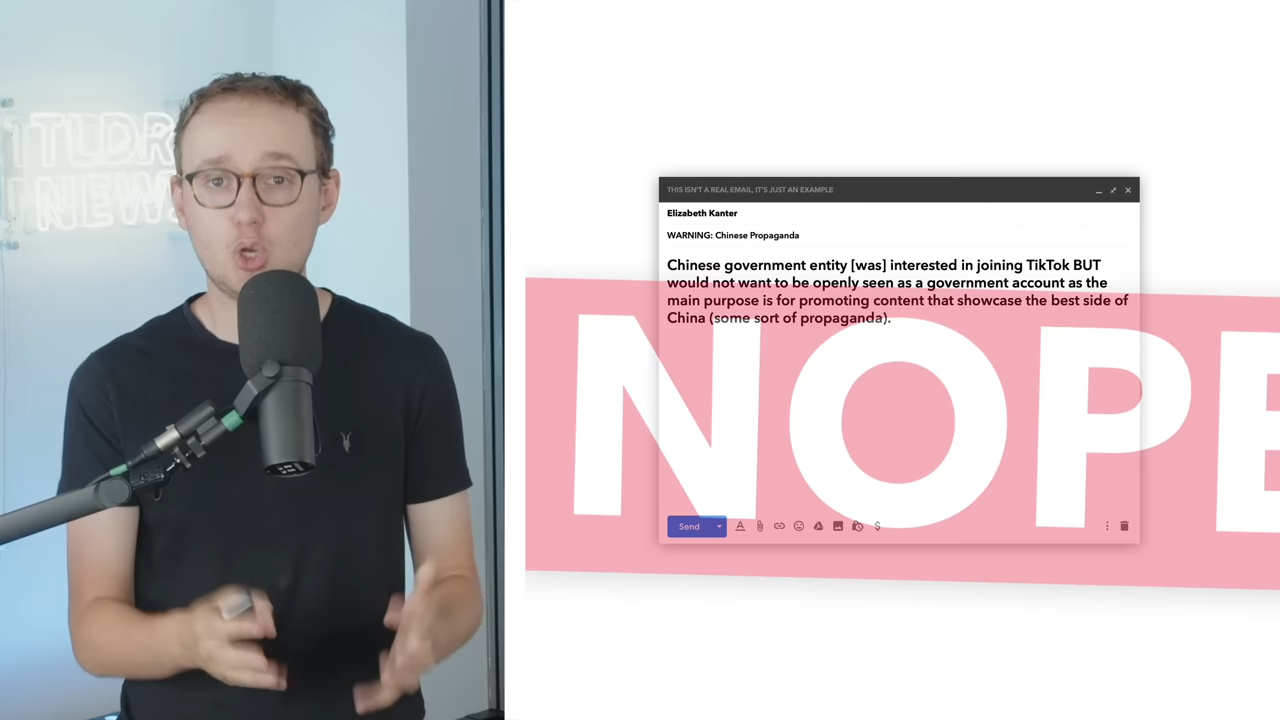 TLDR
NEWS
THIS ISN'T A REAL EMAIL, IT'S JUST AN EXAMPLE
Elizabeth Kanter
WARNING: Chinese Propaganda
Chinese government entity [was] interested in joining TikTok BUT
would not want to be openly seen as a government account as the
main purpose is for promoting content that showcase the best side of
China (some sort of propaganda).
NOPE
Send